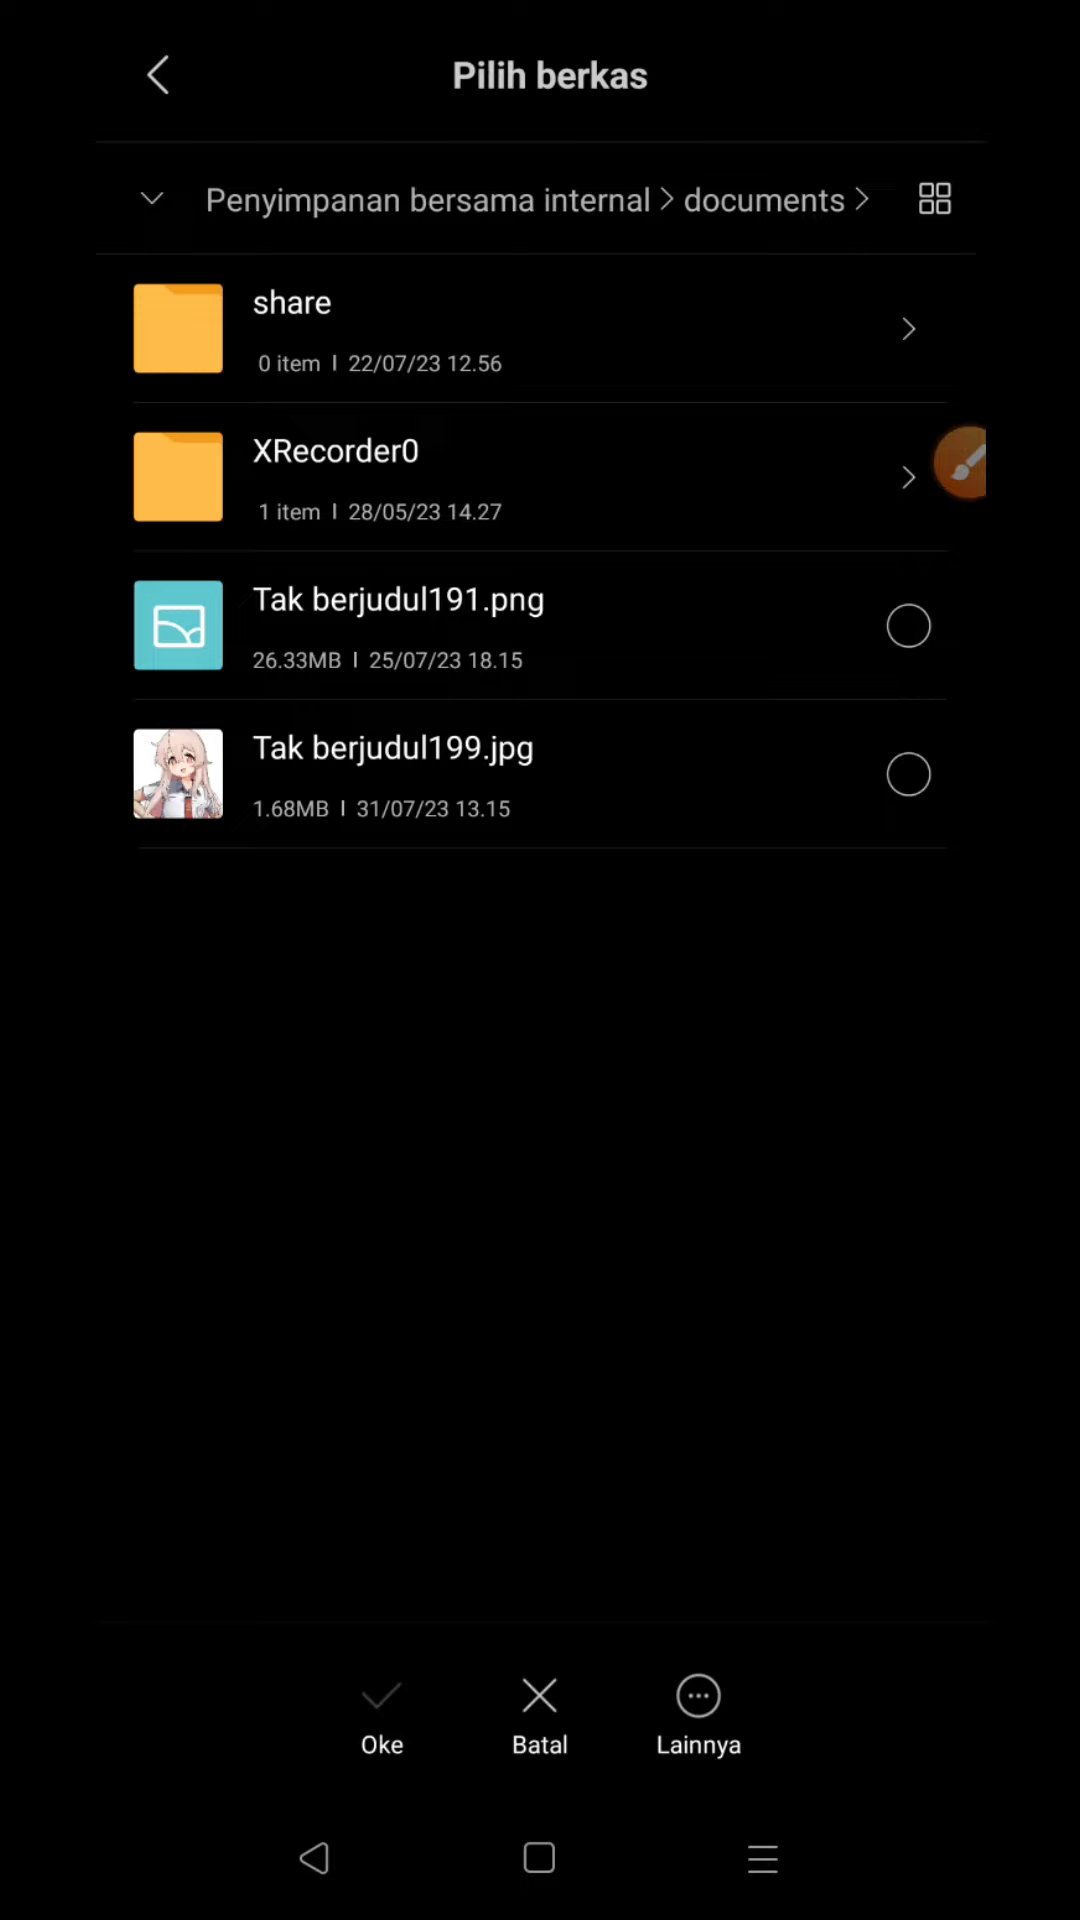 Pilih berkas
Penyimpanan bersama internal > documents >
share
0 item | 22/07/23 12.56
XRecorder0
1 item | 28/05/23 14.27
Tak berjudul191.png
26.33MB | 25/07/23 18.15
Tak berjudul199.jpg
1.68MB | 31/07/23 13.15
Oke Batal Lainnya